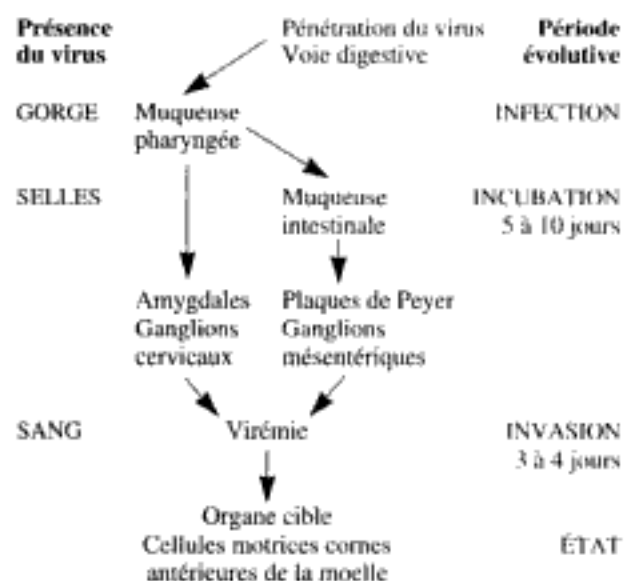 Présence Pénétration du virus Période
du virus Voie digestive évolutive
GORGE Muqueuse INFECTION
pharyngée
SELLES Muqueuse INCUBATION
intestinale 5 à 10 jours
Amygdales Plaques de Peyer
Ganglions Ganglions
cervicaux mésentériques
SANG Virémie INVASION
3 à 4 jours
Organe cible
Cellules motrices cornes ÉTAT
antérieures de la moelle